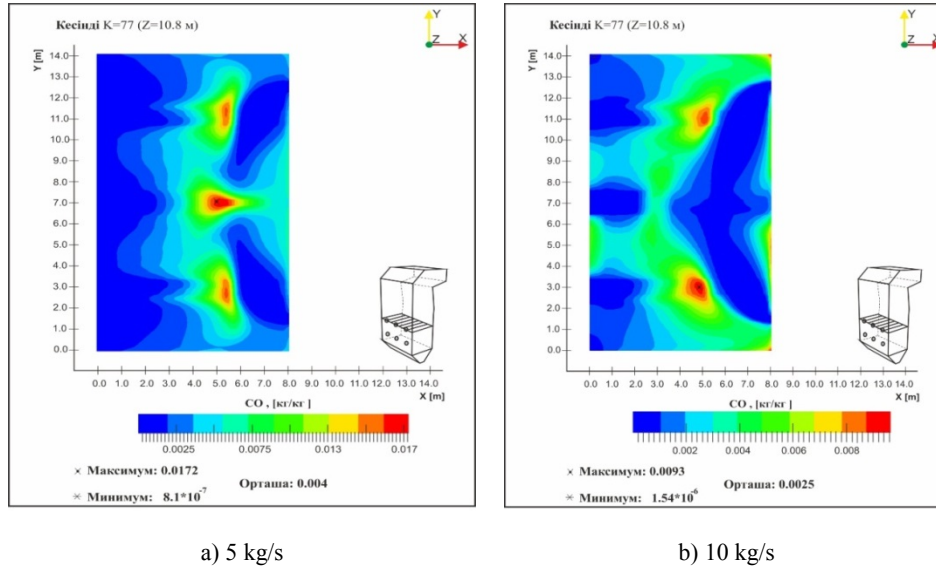 Кесінді K=77 (Z=10.8 м)
Y
Z X
Y [m]
14.0
13.0
12.0
11.0
10.0
9.0
8.0
7.0
6.0
5.0
4.0
3.0
2.0
1.0
0.0
0.0 1.0 2.0 3.0 4.0 5.0 6.0 7.0 8.0 9.0 10.0 11.0 12.0 13.0 14.0
X [m]
CO , [кг/кг ]
0.0025 0.0075 0.013 0.017
Максимум: 0.0172
Орташа: 0.004
Минимум: 8.1*10⁻⁷
a) 5 kg/s
Кесінді K=77 (Z=10.8 м)
Y
Z X
Y [m]
14.0
13.0
12.0
11.0
10.0
9.0
8.0
7.0
6.0
5.0
4.0
3.0
2.0
1.0
0.0
0.0 1.0 2.0 3.0 4.0 5.0 6.0 7.0 8.0 9.0 10.0 11.0 12.0 13.0 14.0
X [m]
CO , [кг/кг ]
0.002 0.004 0.006 0.008
Максимум: 0.0093
Орташа: 0.0025
Минимум: 1.54*10⁻⁶
b) 10 kg/s